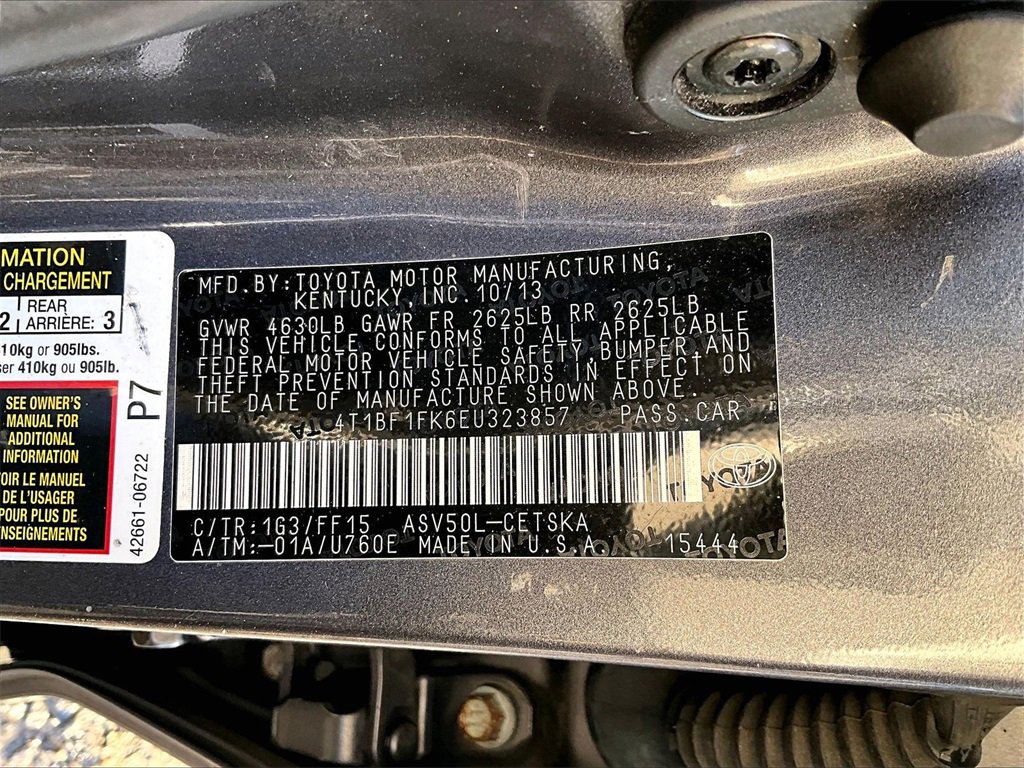 MATION
CHARGEMENT
2 REAR
ARRIÈRE: 3
10kg or 905lbs.
ser 410kg ou 905lb.
SEE OWNER'S
MANUAL FOR
ADDITIONAL
INFORMATION
OIR LE MANUEL
DE L'USAGER
POUR PLUS DE
NSEIGNEMENTS
P7
42661-06722
MFD.BY:TOYOTA MOTOR MANUFACTURING,
KENTUCKY, INC.10/13
GVWR 4630LB GAWR FR 2625LB RR 2625LB
THIS VEHICLE CONFORMS TO ALL APPLICABLE
FEDERAL MOTOR VEHICLE SAFETY,BUMPER,AND
THEFT PREVENTION STANDARDS IN EFFECT ON
THE DATE OF MANUFACTURE SHOWN ABOVE.
4T1BF1FK6EU323857 PASS.CAR
C/TR:1G3/FF15 ASV50L-CETSKA
A/TM:-01A/U760E MADE IN U.S.A 15444
TOYOTA